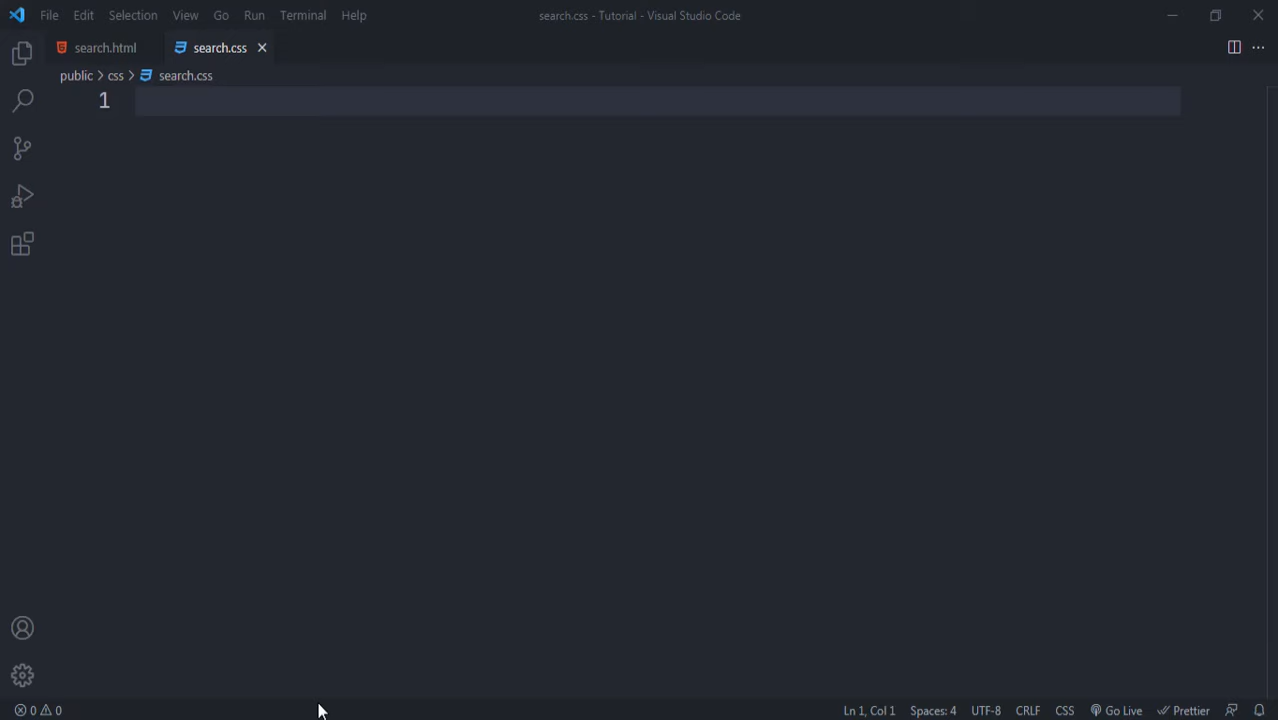 File Edit Selection View Go Run Terminal Help search.css - Tutorial - Visual Studio Code
search.html search.css
public > css > search.css
1
0 0 Ln 1, Col 1 Spaces: 4 UTF-8 CRLF CSS Go Live Prettier